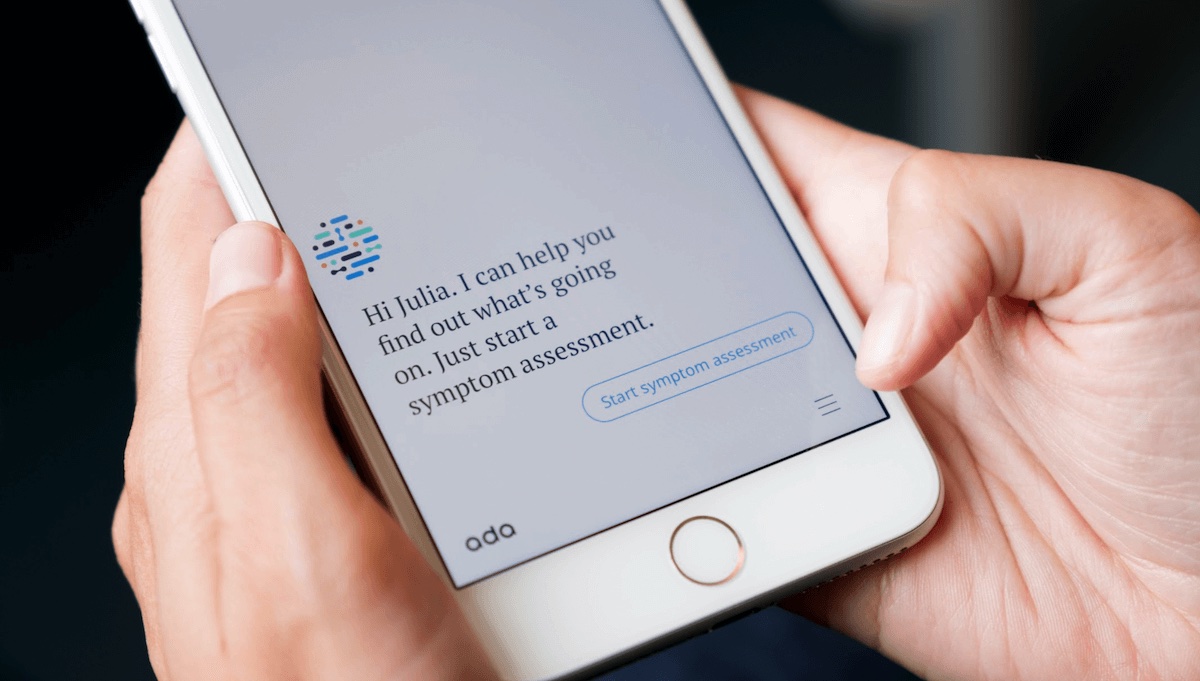 Hi Julia. I can help you
find out what's going
on. Just start a
symptom assessment.
Start symptom assessment
ada